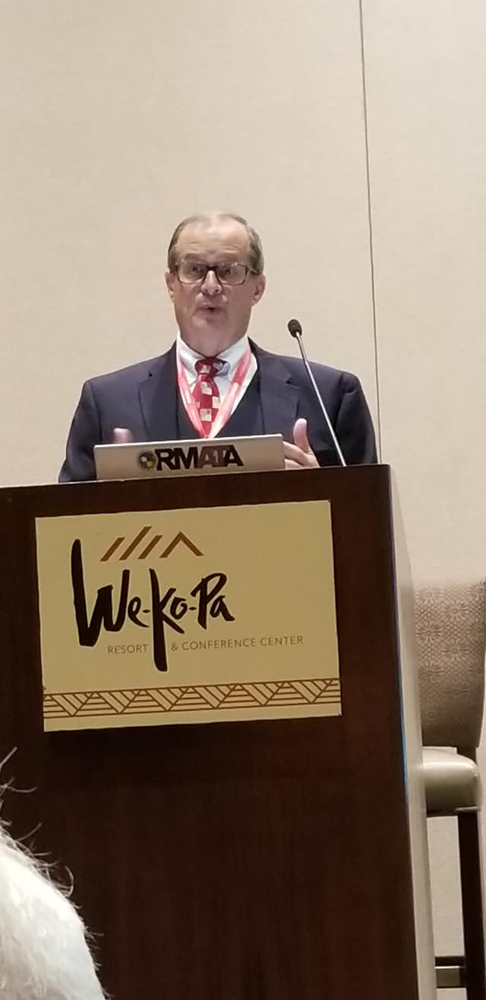 RMATA
We-Ko-Pa
RESORT & CONFERENCE CENTER